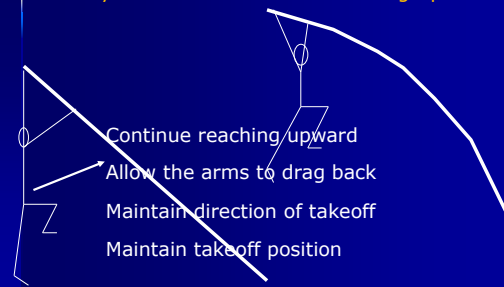 Continue reaching upward
Allow the arms to drag back
Maintain direction of takeoff
Maintain takeoff position